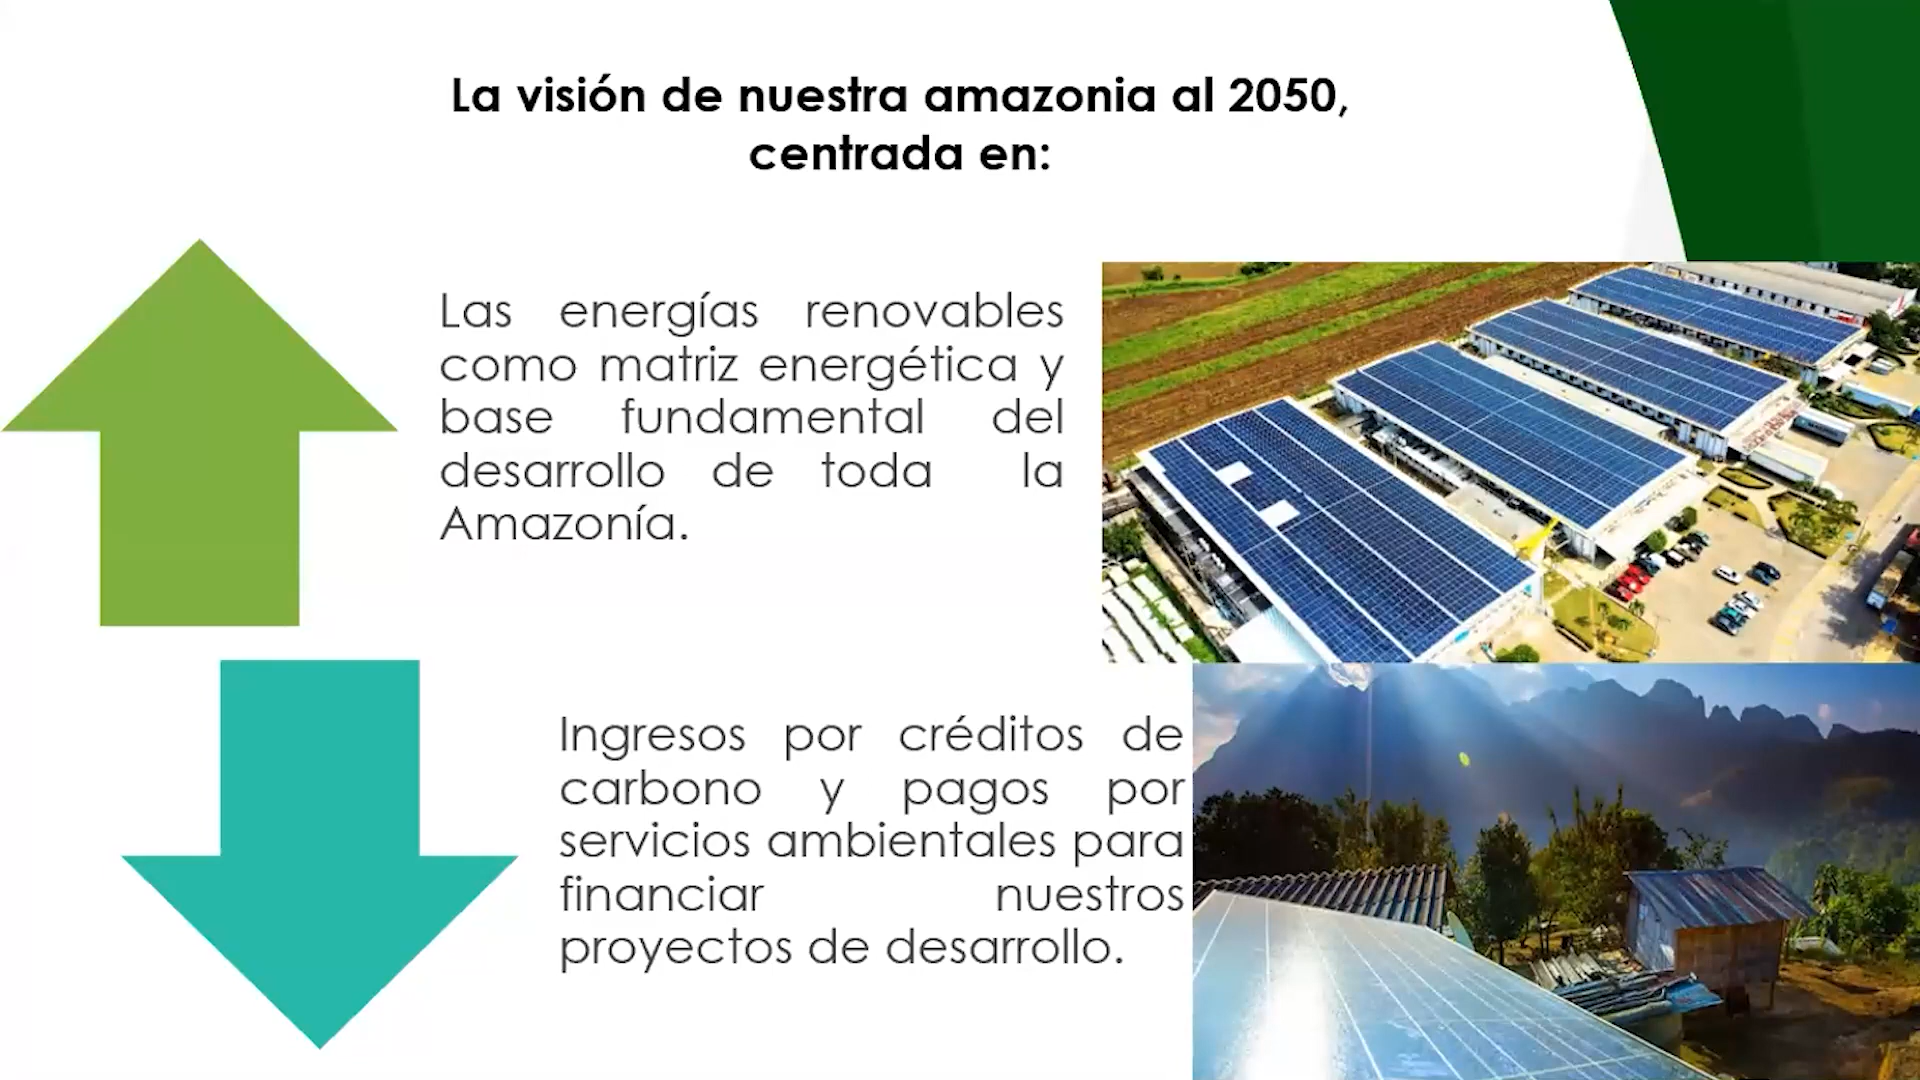 La visión de nuestra amazonia al 2050,
centrada en:
Las energías renovables
como matriz energética y
base fundamental del
desarrollo de toda la
Amazonía.
Ingresos por créditos de
carbono y pagos por
servicios ambientales para
financiar nuestros
proyectos de desarrollo.